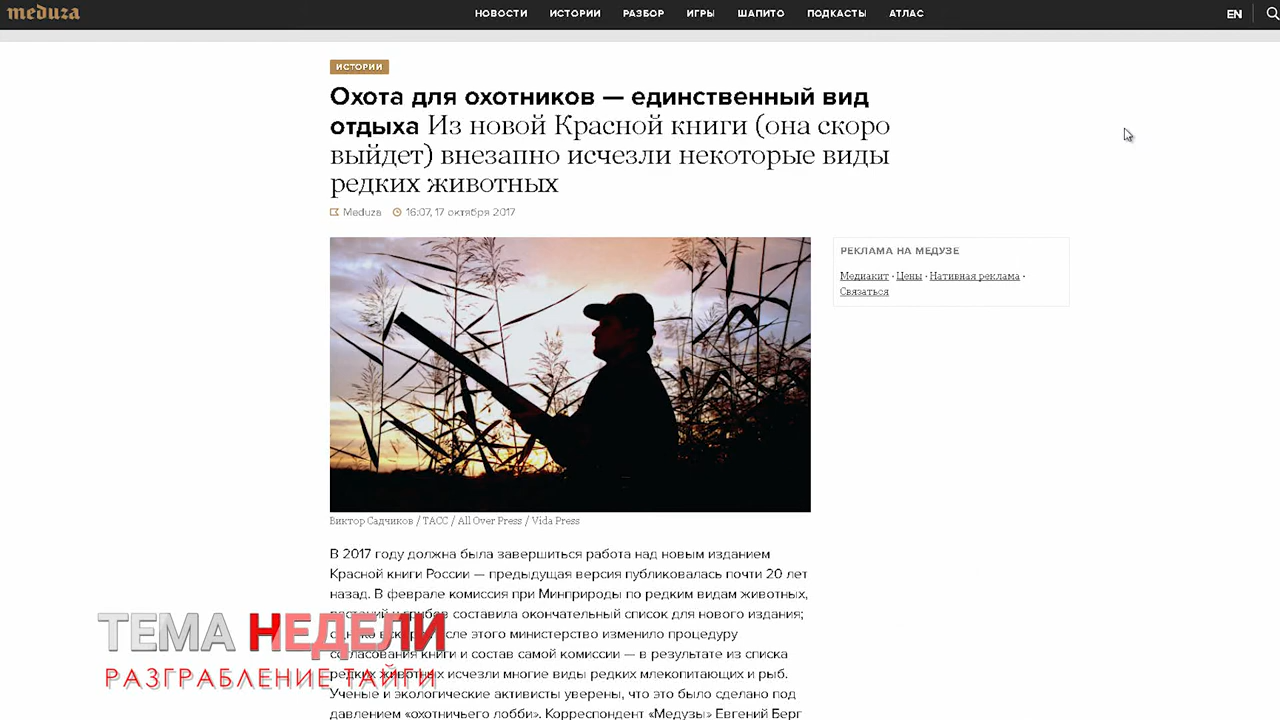 meduza
НОВОСТИ ИСТОРИИ РАЗБОР ИГРЫ ШАПИТО ПОДКАСТЫ АТЛАС
EN
ИСТОРИИ
Охота для охотников — единственный вид
отдыха Из новой Красной книги (она скоро
выйдет) внезапно исчезли некоторые виды
редких животных
Meduza 16:07, 17 октября 2017
РЕКЛАМА НА МЕДУЗЕ
Медиакит · Цены · Нативная реклама ·
Связаться
Виктор Садчиков / ТАСС / All Over Press / Vida Press
В 2017 году должна была завершиться работа над новым изданием
Красной книги России — предыдущая версия публиковалась почти 20 лет
назад. В феврале комиссия при Минприроды по редким видам животных,
растений и грибов составила окончательный список для нового издания;
однако вскоре после этого министерство изменило процедуру
согласования книги и состав самой комиссии — в результате из списка
редких животных исчезли многие виды редких млекопитающих и рыб.
Ученые и экологические активисты уверены, что это было сделано под
давлением «охотничьего лобби». Корреспондент «Медузы» Евгений Берг
ТЕМА НЕДЕЛИ
РАЗГРАБЛЕНИЕ ТАЙГИ